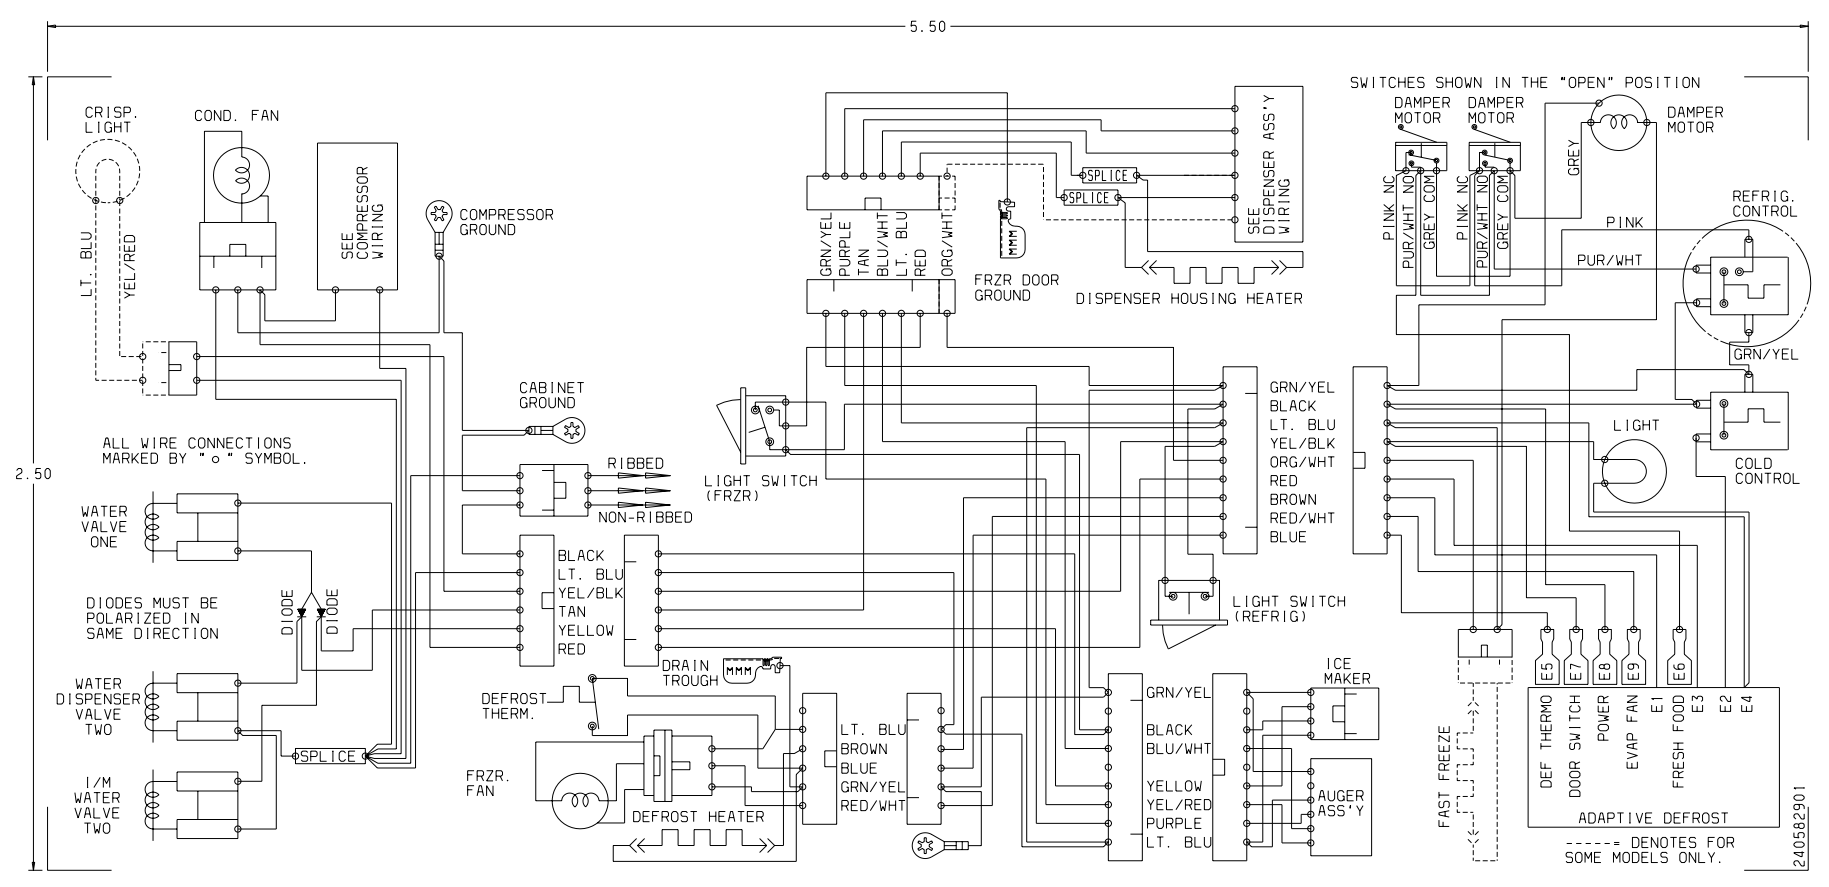 5.50
2.50
CRISP.
LIGHT
COND. FAN
SEE
COMPRESSOR
WIRING
COMPRESSOR
GROUND
LT. BLU
YEL/RED
ALL WIRE CONNECTIONS
MARKED BY "o" SYMBOL.
WATER
VALVE
ONE
DIODES MUST BE
POLARIZED IN
SAME DIRECTION
DIODE
DIODE
WATER
DISPENSER
VALVE
TWO
SPLICE
I/M
WATER
VALVE
TWO
CABINET
GROUND
RIBBED
NON-RIBBED
BLACK
LT. BLU
YEL/BLK
TAN
YELLOW
RED
GRN/YEL
PURPLE
TAN
BLU/WHT
LT. BLU
RED
ORG/WHT
SPLICE
SPLICE
SEE
DISPENSER ASS'Y
WIRING
FRZR DOOR
GROUND
DISPENSER HOUSING HEATER
LIGHT SWITCH
(FRZR)
DRAIN
TROUGH
DEFROST
THERM.
FRZR.
FAN
DEFROST HEATER
LT. BLU
BROWN
BLUE
GRN/YEL
RED/WHT
SWITCHES SHOWN IN THE "OPEN" POSITION
DAMPER
MOTOR
DAMPER
MOTOR
DAMPER
MOTOR
GREY
PINK NC
PUR/WHT NO
GREY COM
PINK NC
PUR/WHT NO
GREY COM
PINK
PUR/WHT
REFRIG.
CONTROL
GRN/YEL
COLD
CONTROL
LIGHT
GRN/YEL
BLACK
LT. BLU
YEL/BLK
ORG/WHT
RED
BROWN
RED/WHT
BLUE
LIGHT SWITCH
(REFRIG)
GRN/YEL
BLACK
BLU/WHT
YELLOW
YEL/RED
PURPLE
LT. BLU
ICE
MAKER
AUGER
ASS'Y
FAST FREEZE
E5
E7
E8
E9
E1
E6
E3
E2
E4
DEF THERMO
DOOR SWITCH
POWER
EVAP FAN
FRESH FOOD
ADAPTIVE DEFROST
------= DENOTES FOR
SOME MODELS ONLY.
240582901